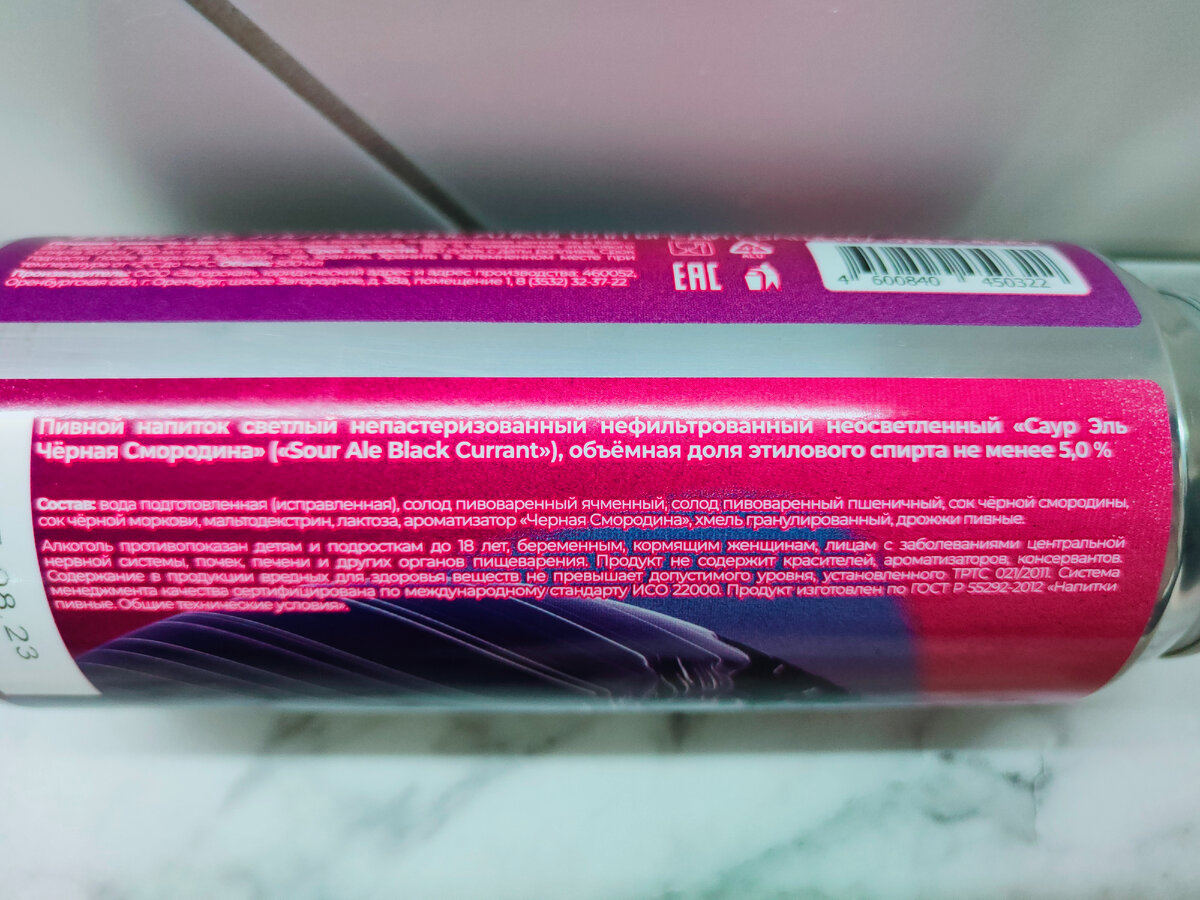 Производитель: ООО
юридический адрес и адрес производства: 460052,
Оренбургская обл., г. Оренбург, шоссе Загородное, д. 38а, помещение 1, 8 (3532) 32-37-22
ALU
EAC
4 600840 450322
Пивной напиток светлый непастеризованный нефильтрованный неосветленный «Саур Эль
Чёрная Смородина» («Sour Ale Black Currant»), объёмная доля этилового спирта не менее 5,0 %
Состав: вода подготовленная (исправленная), солод пивоваренный ячменный, солод пивоваренный пшеничный, сок чёрной смородины,
сок чёрной моркови, мальтодекстрин, лактоза, ароматизатор «Черная Смородина», хмель гранулированный, дрожжи пивные.
Алкоголь противопоказан детям и подросткам до 18 лет, беременным, кормящим женщинам, лицам с заболеваниями центральной
нервной системы, почек, печени и других органов пищеварения. Продукт не содержит красителей, ароматизаторов, консервантов.
Содержание в продукции вредных для здоровья веществ не превышает допустимого уровня, установленного ТРТС 021/2011. Система
менеджмента качества сертифицирована по международному стандарту ИСО 22000. Продукт изготовлен по ГОСТ Р 55292-2012 «Напитки
пивные. Общие технические условия».
08.23